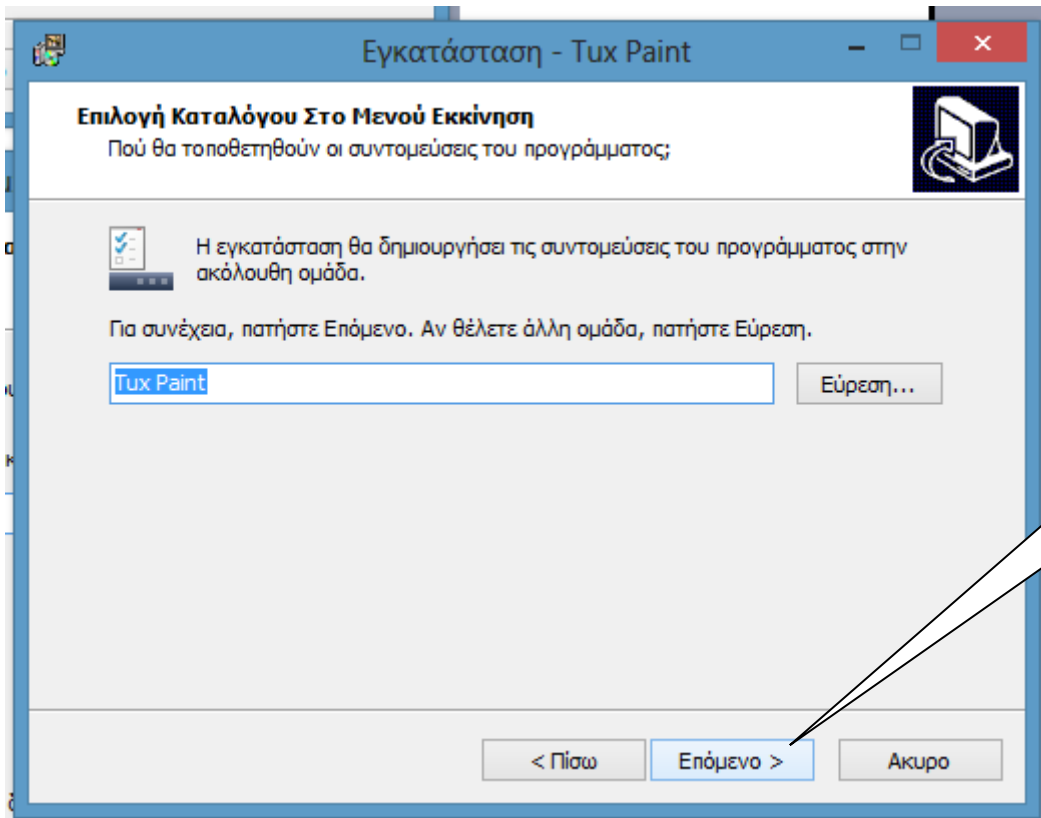 Εγκατάσταση - Tux Paint
Επιλογή Καταλόγου Στο Μενού Εκκίνηση
Πού θα τοποθετηθούν οι συντομεύσεις του προγράμματος;
Η εγκατάσταση θα δημιουργήσει τις συντομεύσεις του προγράμματος στην
ακόλουθη ομάδα.
Για συνέχεια, πατήστε Επόμενο. Αν θέλετε άλλη ομάδα, πατήστε Εύρεση.
Tux Paint
Εύρεση...
< Πίσω
Επόμενο >
Ακυρο